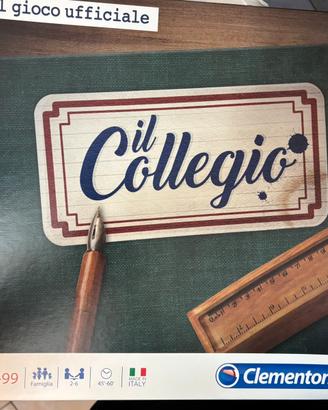 l gioco ufficiale
il
Collegio
-99
Famiglia
2-6
45'-60'
MADE IN
ITALY
Clementon